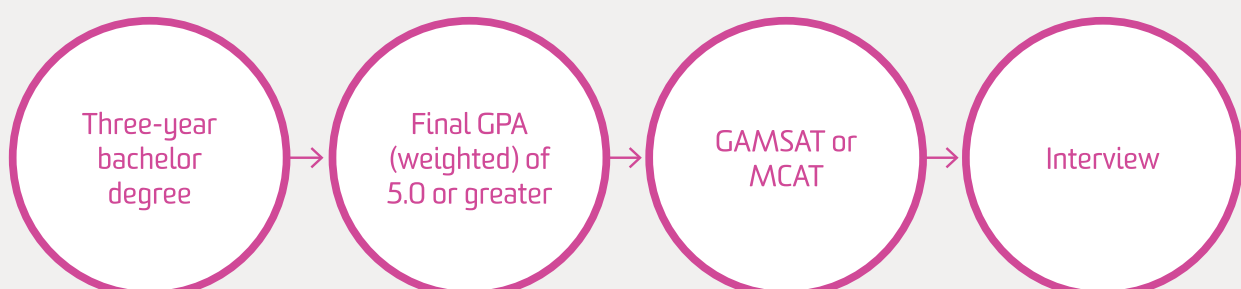 Three-year
bachelor
degree
Final GPA
(weighted) of
5.0 or greater
GAMSAT or
MCAT
Interview